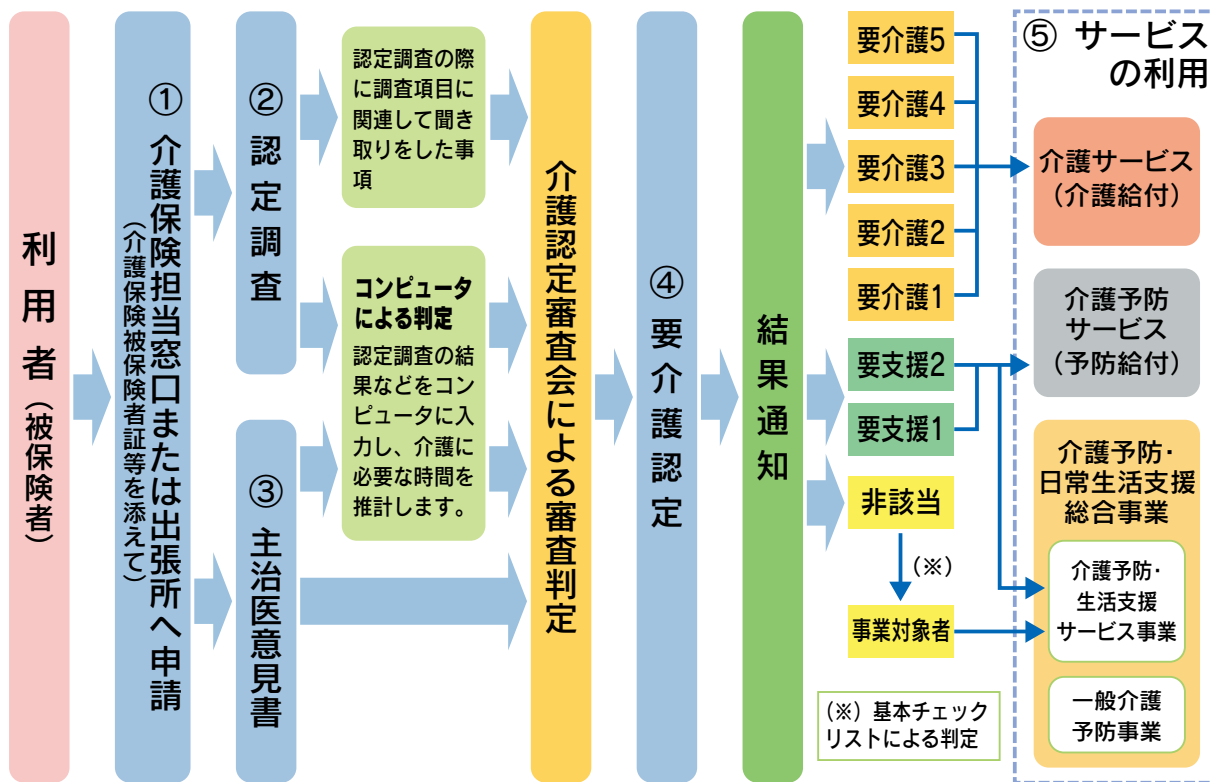 利用者（被保険者）
① 介護保険担当窓口または出張所へ申請
（介護保険被保険者証等を添えて）
② 認定調査
③ 主治医意見書
認定調査の際
に調査項目に
関連して聞き
取りをした事
項
コンピュータ
による判定
認定調査の結
果などをコン
ピュータに入
力し、介護に
必要な時間を
推計します。
介護認定審査会による審査判定
④ 要介護認定
結果通知
要介護5
要介護4
要介護3
要介護2
要介護1
要支援2
要支援1
非該当
（※）
事業対象者
（※）基本チェック
リストによる判定
⑤ サービス
の利用
介護サービス
（介護給付）
介護予防
サービス
（予防給付）
介護予防・
日常生活支援
総合事業
介護予防・
生活支援
サービス事業
一般介護
予防事業